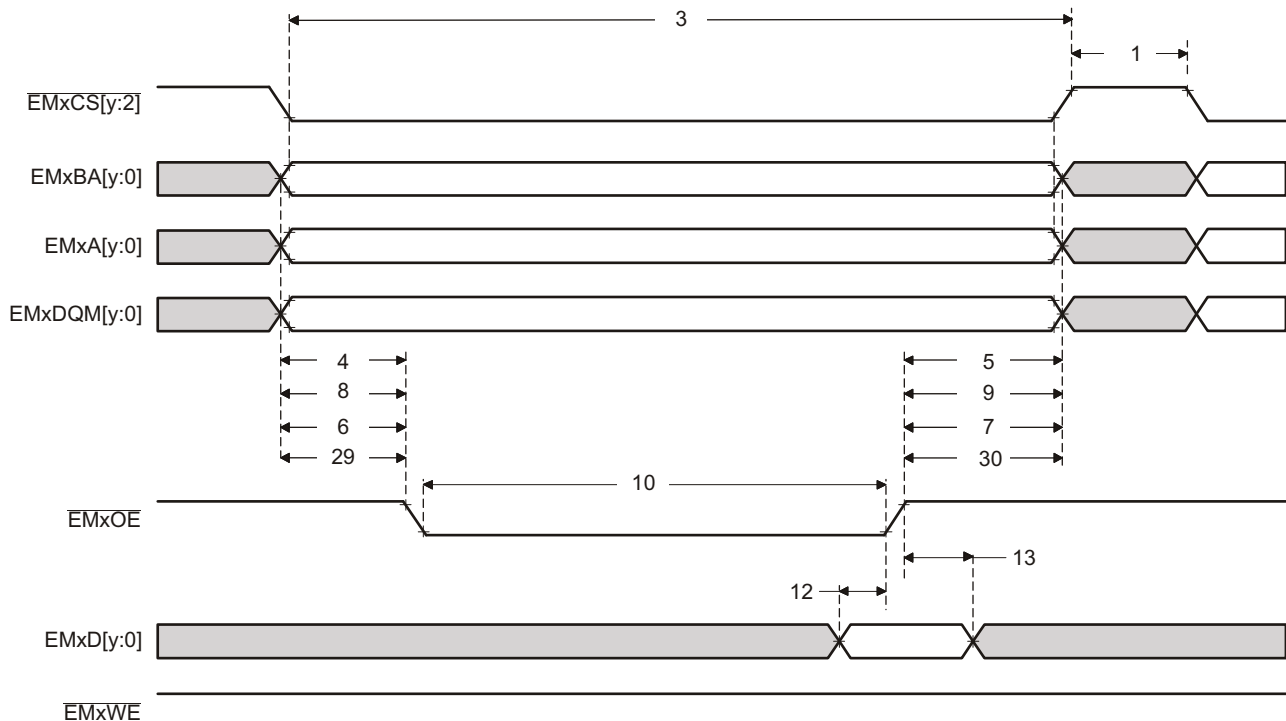 3
1
EMxCS[y:2]
EMxBA[y:0]
EMxA[y:0]
EMxDQM[y:0]
4 5
8 9
6 7
29 30
10
EMxOE
13
12
EMxD[y:0]
EMxWE